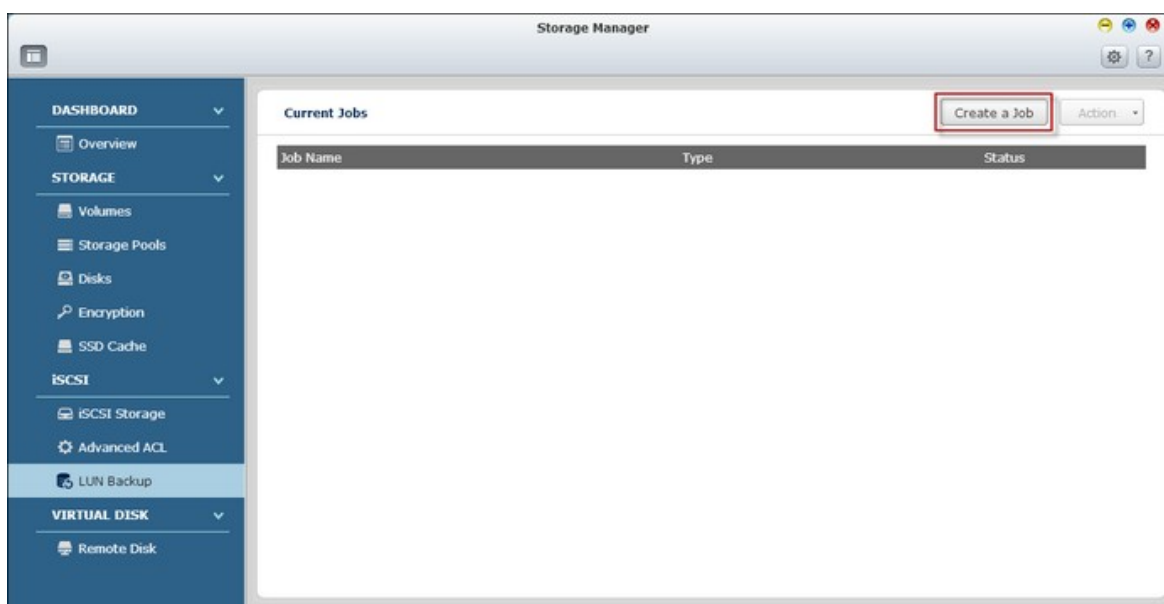 Storage Manager
?
DASHBOARD
Overview
STORAGE
Volumes
Storage Pools
Disks
Encryption
SSD Cache
iSCSI
iSCSI Storage
Advanced ACL
LUN Backup
VIRTUAL DISK
Remote Disk
Current Jobs
Create a Job
Action
Job Name Type Status